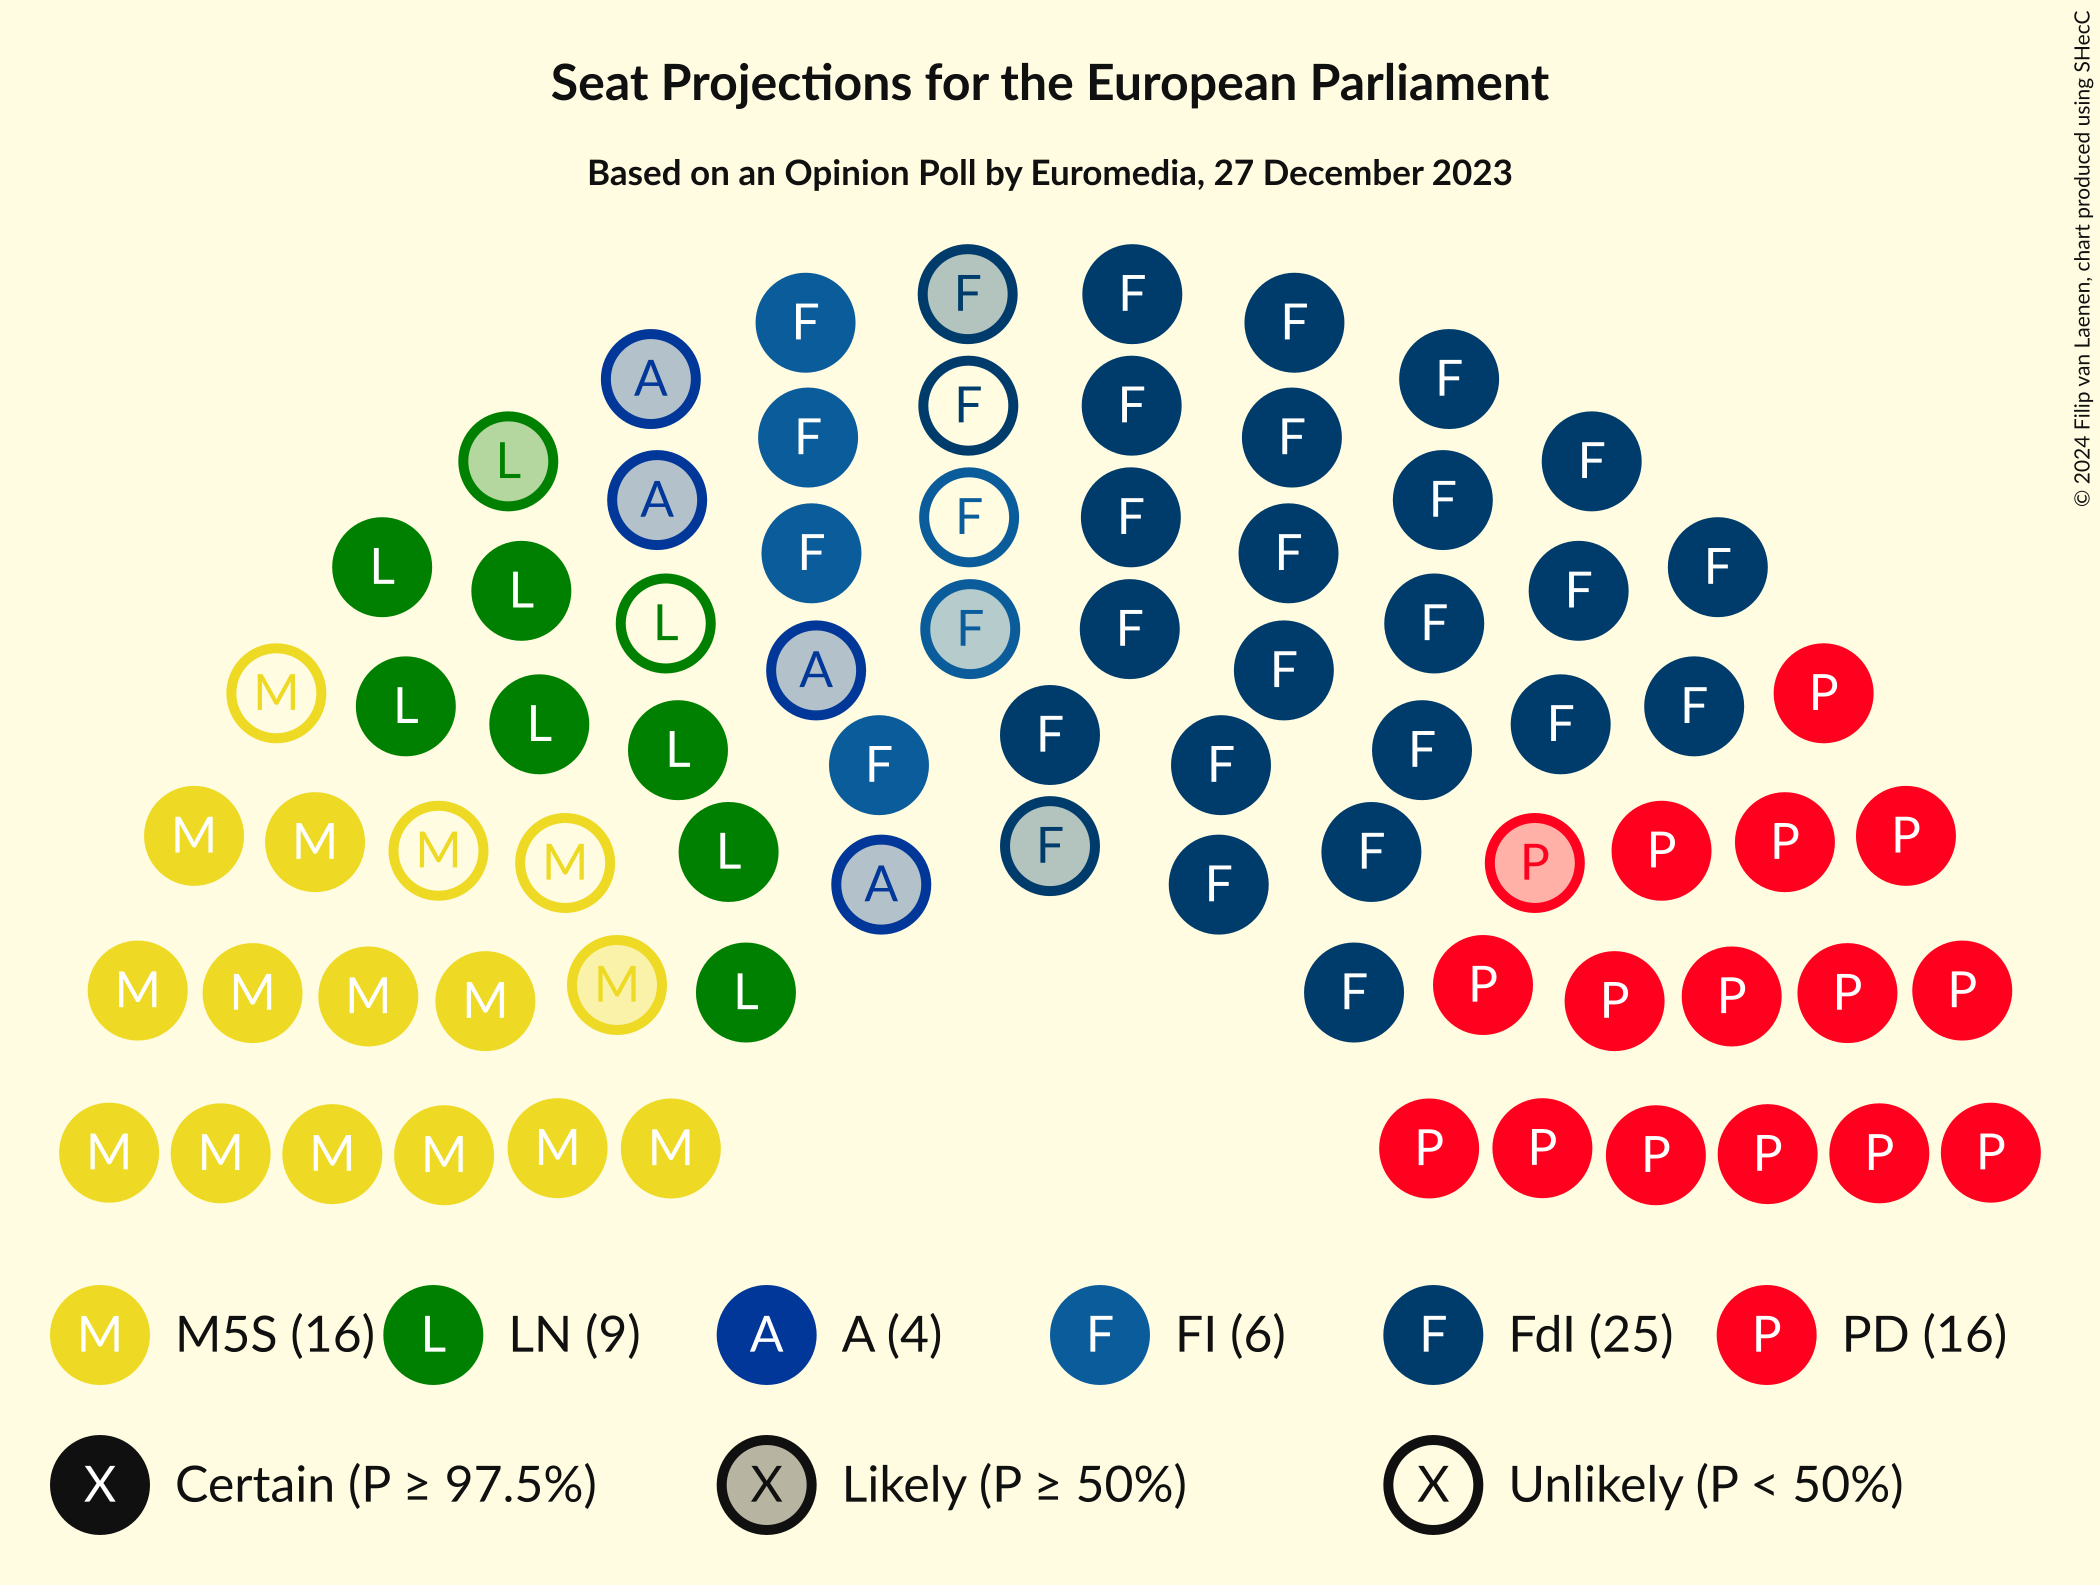 Seat Projections for the European Parliament
Based on an Opinion Poll by Euromedia, 27 December 2023
© 2024 Filip van Laenen, chart produced using SHecC
F F
F F
A F
F F
F F
L F
A F
F F
F F
L F
L F
L F
A F
F F
M P
L F
L F
L F
F F F
M P
M P
M P
M P
L F
F
A F
M P
M P
M P
M P
M P
L F
M M M M M M P P P P P P
M M5S (16) L LN (9) A A (4) F FI (6) F FdI (25) P PD (16)
X Certain (P ≥ 97.5%) X Likely (P ≥ 50%) X Unlikely (P < 50%)